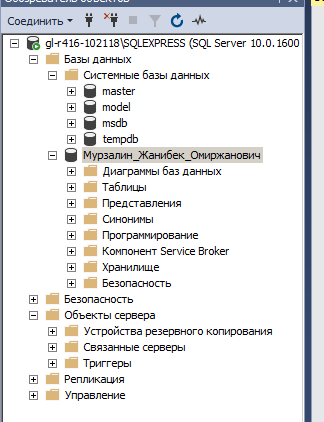 Соединить
gl-r416-102118\SQLEXPRESS (SQL Server 10.0.1600
Базы данных
Системные базы данных
master
model
msdb
tempdb
Мурзалин_Жанибек_Омиржанович
Диаграммы баз данных
Таблицы
Представления
Синонимы
Программирование
Компонент Service Broker
Хранилище
Безопасность
Безопасность
Объекты сервера
Устройства резервного копирования
Связанные серверы
Триггеры
Репликация
Управление